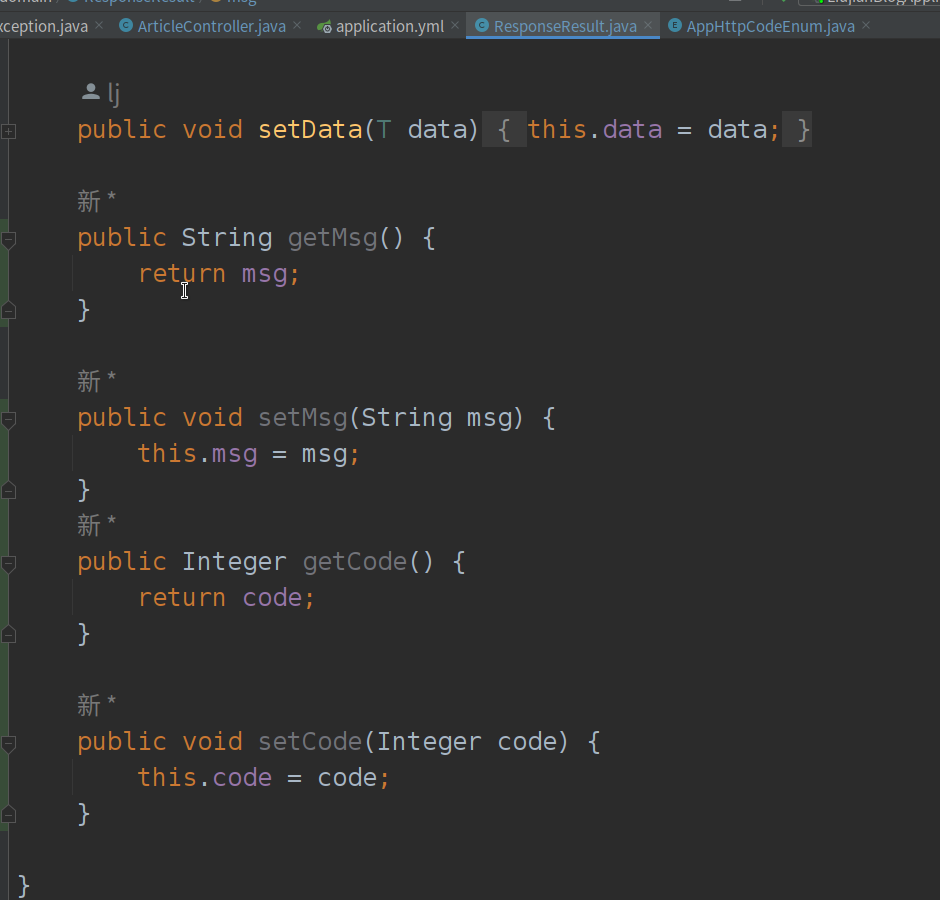 ResponseResult msg
xception.java ArticleController.java application.yml ResponseResult.java AppHttpCodeEnum.java
lj
public void setData(T data) { this.data = data; }
新 *
public String getMsg() {
return msg;
}
新 *
public void setMsg(String msg) {
this.msg = msg;
}
新 *
public Integer getCode() {
return code;
}
新 *
public void setCode(Integer code) {
this.code = code;
}
}